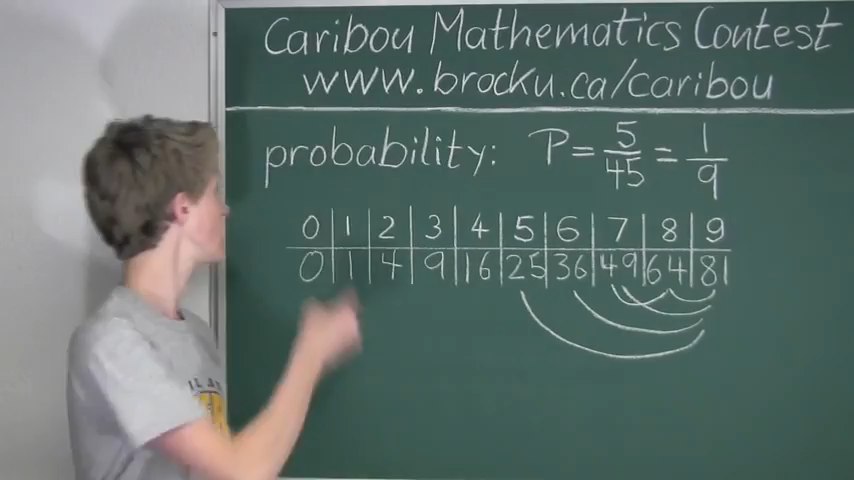 Caribou Mathematics Contest
www.brocku.ca/caribou
probability: P = 5/45 = 1/9
0 1 2 3 4 5 6 7 8 9
0 1 4 9 16 25 36 49 64 81